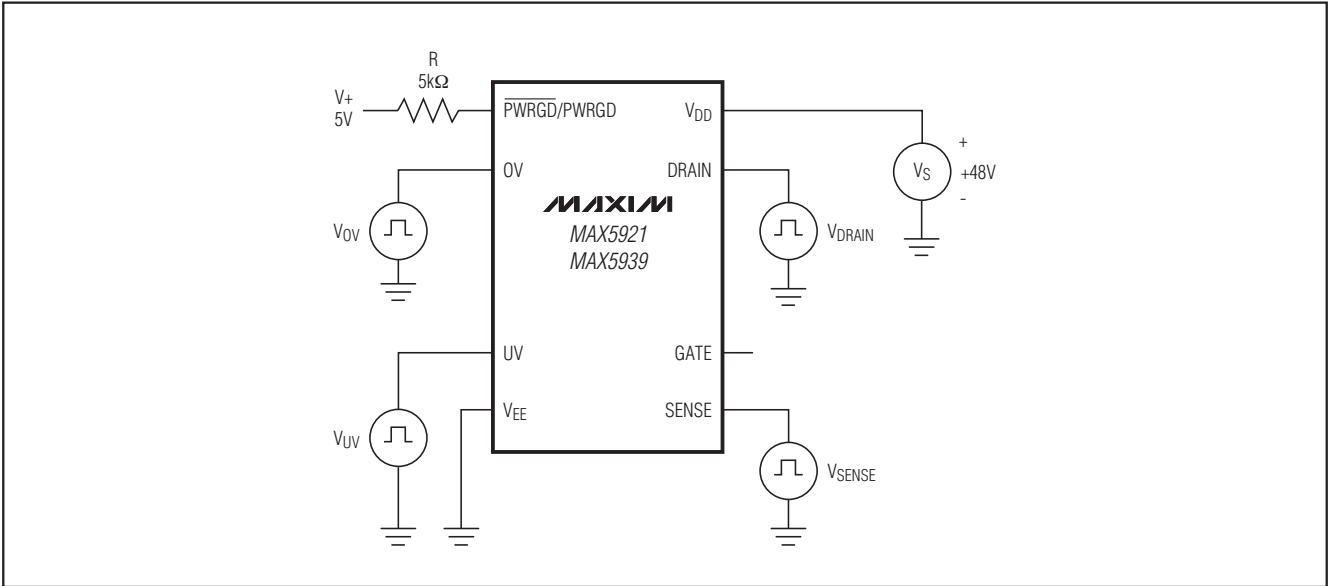 R
5kΩ
V+
5V
PWRGD/PWRGD
VDD
OV
DRAIN
+
VS
+48V
-
MAXIM
MAX5921
MAX5939
VOV
VDRAIN
UV
GATE
VEE
SENSE
VUV
VSENSE